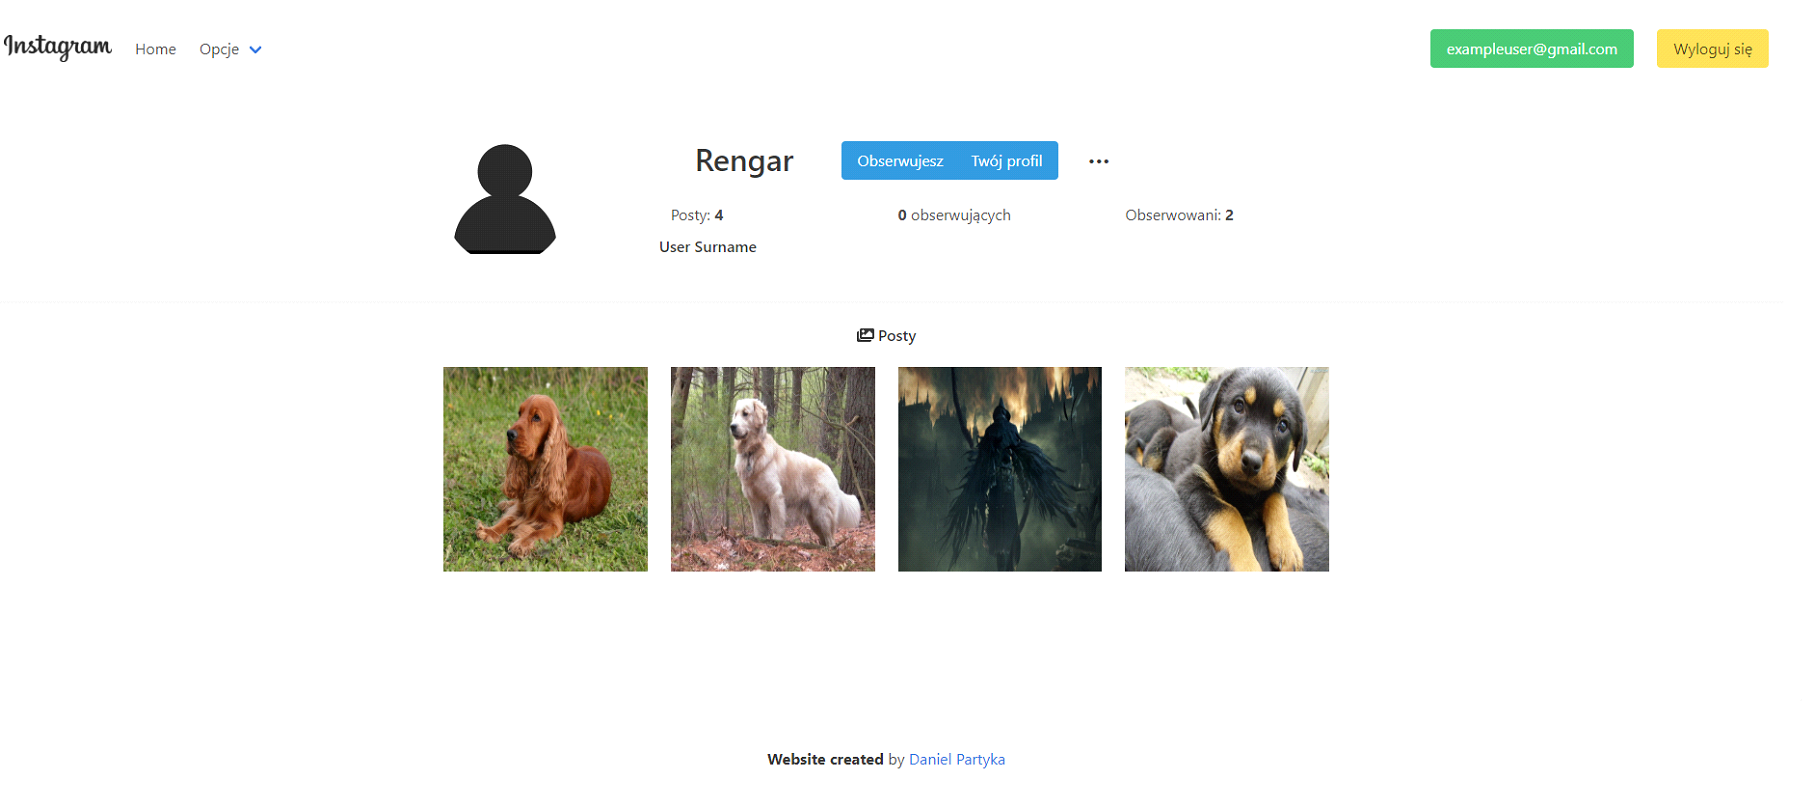 Instagram Home Opcje exampleuser@gmail.com Wyloguj się
Rengar Obserwujesz Twój profil ...
Posty: 4 0 obserwujących Obserwowani: 2
User Surname
Posty
Website created by Daniel Partyka